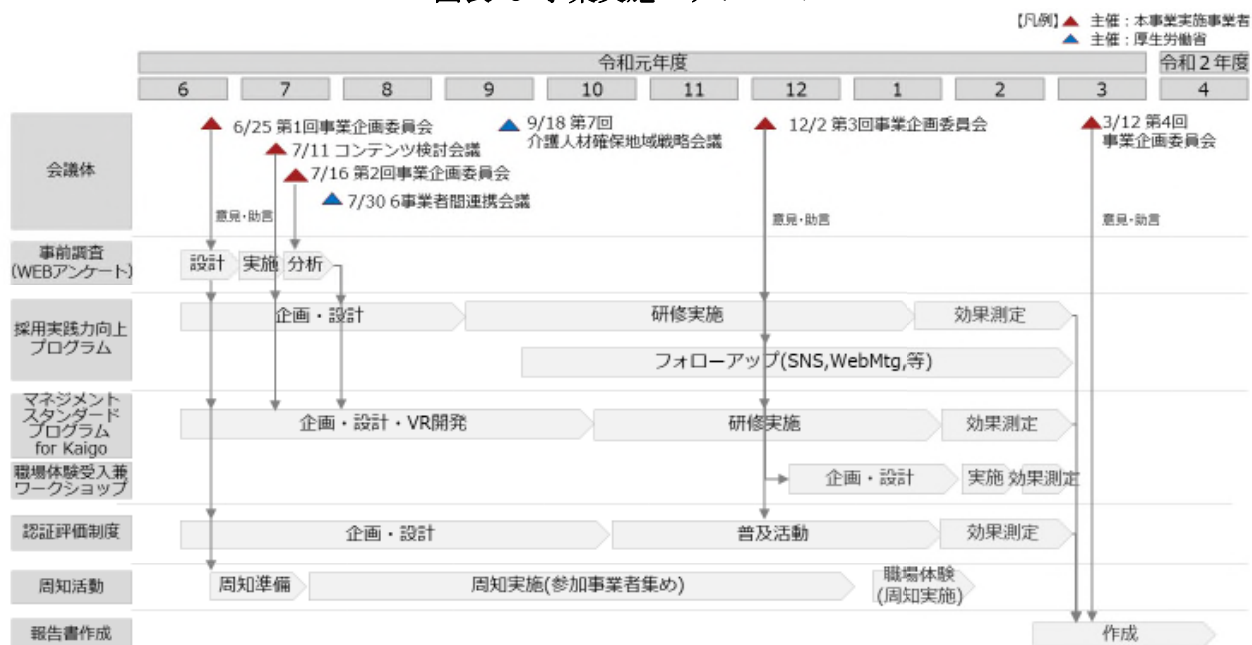 【凡例】▲ 主催：本事業実施事業者
▲ 主催：厚生労働省
令和元年度
令和２年度
6
7
8
9
10
11
12
1
2
3
4
会議体
6/25 第1回事業企画委員会
7/11 コンテンツ検討会議
7/16 第2回事業企画委員会
7/30 6事業者間連携会議
9/18 第7回
介護人材確保地域戦略会議
12/2 第3回事業企画委員会
3/12 第4回
事業企画委員会
意見・助言
意見・助言
意見・助言
事前調査
(WEBアンケート)
設計
実施
分析
採用実践力向上
プログラム
企画・設計
研修実施
効果測定
フォローアップ(SNS,WebMtg,等)
マネジメント
スタンダード
プログラム
for Kaigo
企画・設計・VR開発
研修実施
効果測定
職場体験受入兼
ワークショップ
企画・設計
実施
効果測定
認証評価制度
企画・設計
普及活動
効果測定
周知活動
周知準備
周知実施(参加事業者集め)
職場体験
(周知実施)
報告書作成
作成